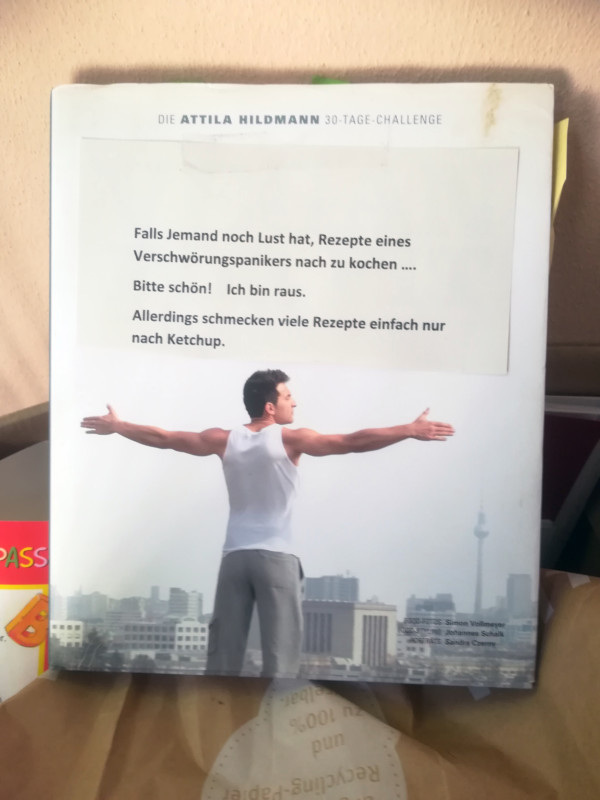 DIE ATTILA HILDMANN 30-TAGE-CHALLENGE
Falls Jemand noch Lust hat, Rezepte eines
Verschwörungspanikers nach zu kochen ....
Bitte schön! Ich bin raus.
Allerdings schmecken viele Rezepte einfach nur
nach Ketchup.
Simon Vollmeyer
Johannes Schalk
Sandra Czerny
PASS
zu 100%
und
Recycling-Papier